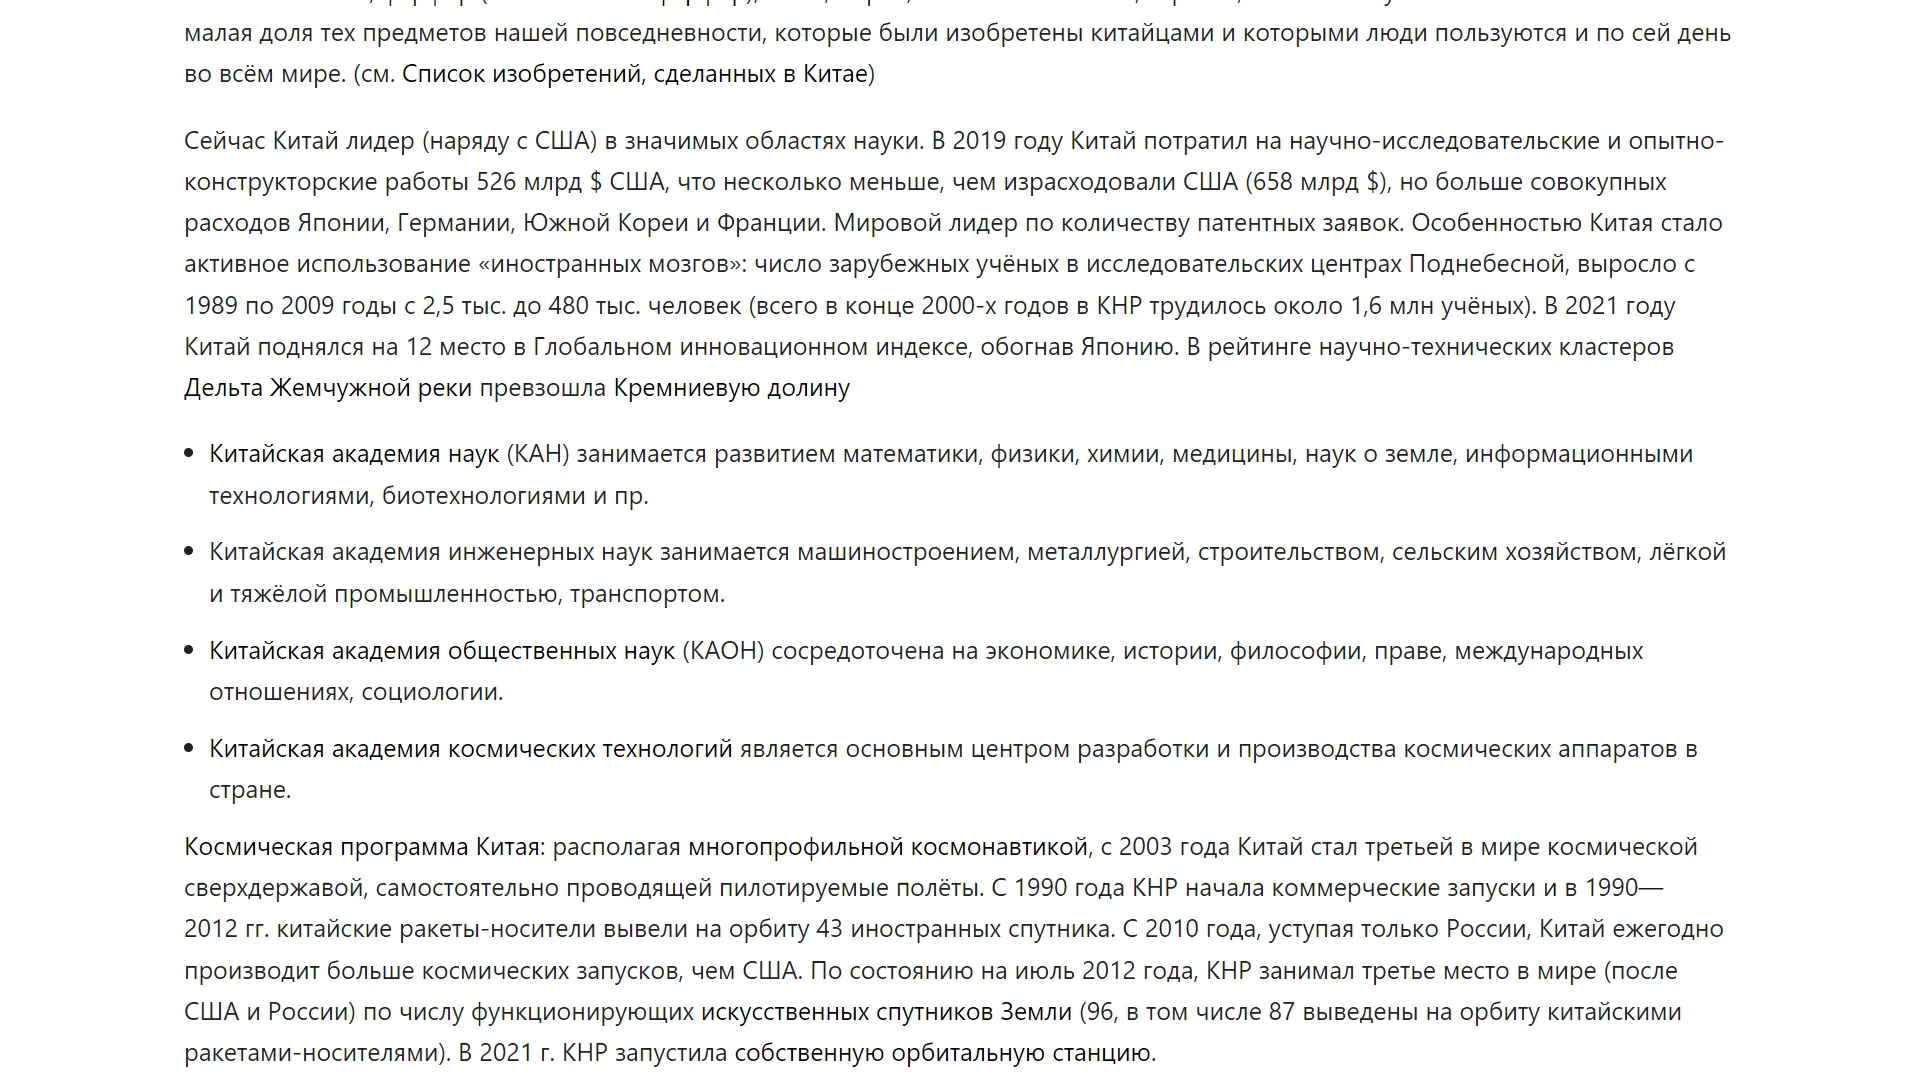 малая доля тех предметов нашей повседневности, которые были изобретены китайцами и которыми люди пользуются и по сей день
во всём мире. (см. Список изобретений, сделанных в Китае)
Сейчас Китай лидер (наряду с США) в значимых областях науки. В 2019 году Китай потратил на научно-исследовательские и опытно-
конструкторские работы 526 млрд $ США, что несколько меньше, чем израсходовали США (658 млрд $), но больше совокупных
расходов Японии, Германии, Южной Кореи и Франции. Мировой лидер по количеству патентных заявок. Особенностью Китая стало
активное использование «иностранных мозгов»: число зарубежных учёных в исследовательских центрах Поднебесной, выросло с
1989 по 2009 годы с 2,5 тыс. до 480 тыс. человек (всего в конце 2000-х годов в КНР трудилось около 1,6 млн учёных). В 2021 году
Китай поднялся на 12 место в Глобальном инновационном индексе, обогнав Японию. В рейтинге научно-технических кластеров
Дельта Жемчужной реки превзошла Кремниевую долину
• Китайская академия наук (КАН) занимается развитием математики, физики, химии, медицины, наук о земле, информационными
технологиями, биотехнологиями и пр.
• Китайская академия инженерных наук занимается машиностроением, металлургией, строительством, сельским хозяйством, лёгкой
и тяжёлой промышленностью, транспортом.
• Китайская академия общественных наук (КАОН) сосредоточена на экономике, истории, философии, праве, международных
отношениях, социологии.
• Китайская академия космических технологий является основным центром разработки и производства космических аппаратов в
стране.
Космическая программа Китая: располагая многопрофильной космонавтикой, с 2003 года Китай стал третьей в мире космической
сверхдержавой, самостоятельно проводящей пилотируемые полёты. С 1990 года КНР начала коммерческие запуски и в 1990—
2012 гг. китайские ракеты-носители вывели на орбиту 43 иностранных спутника. С 2010 года, уступая только России, Китай ежегодно
производит больше космических запусков, чем США. По состоянию на июль 2012 года, КНР занимал третье место в мире (после
США и России) по числу функционирующих искусственных спутников Земли (96, в том числе 87 выведены на орбиту китайскими
ракетами-носителями). В 2021 г. КНР запустила собственную орбитальную станцию.